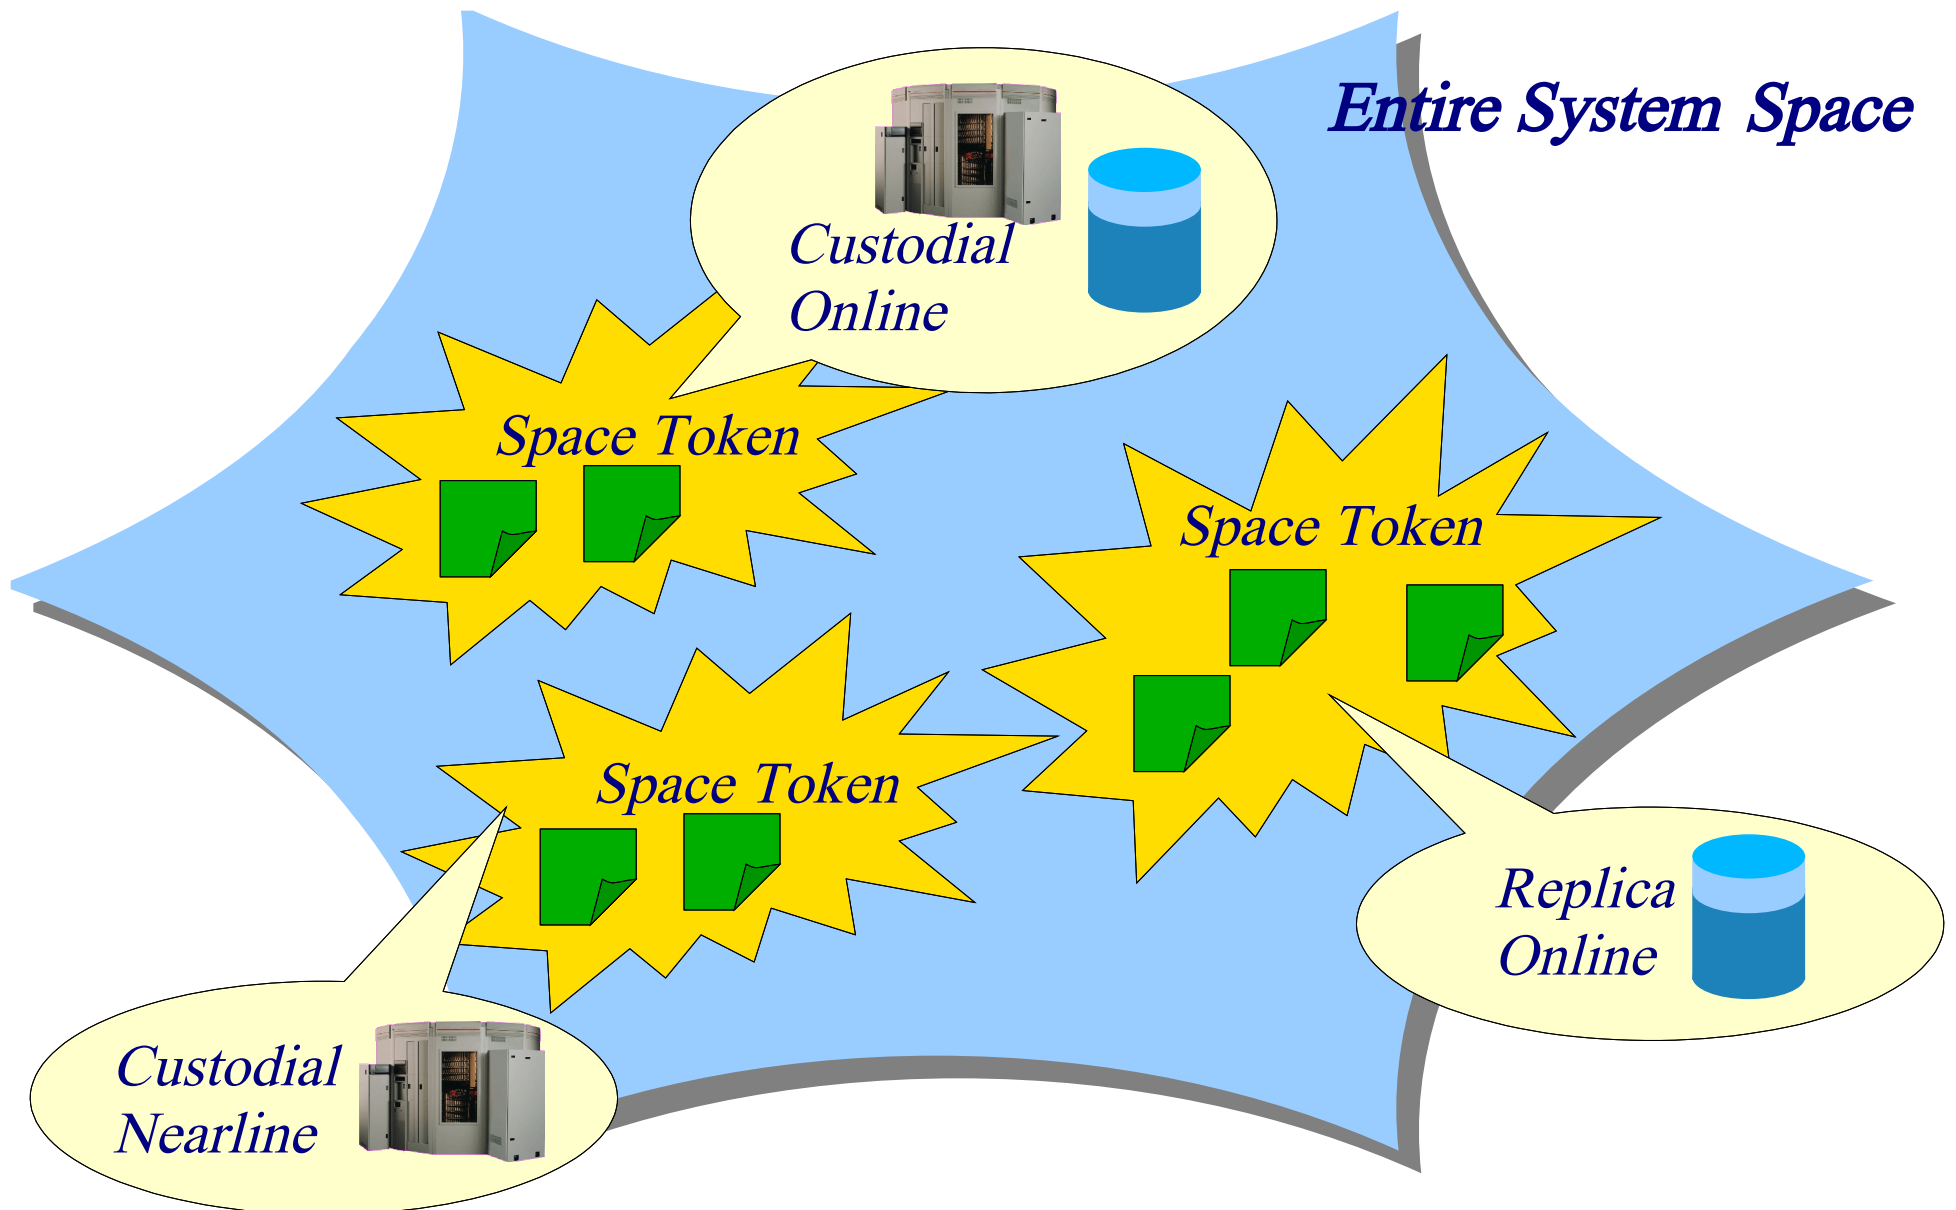 Entire System Space
Custodial
Online
Space Token
Space Token
Space Token
Replica
Online
Custodial
Nearline